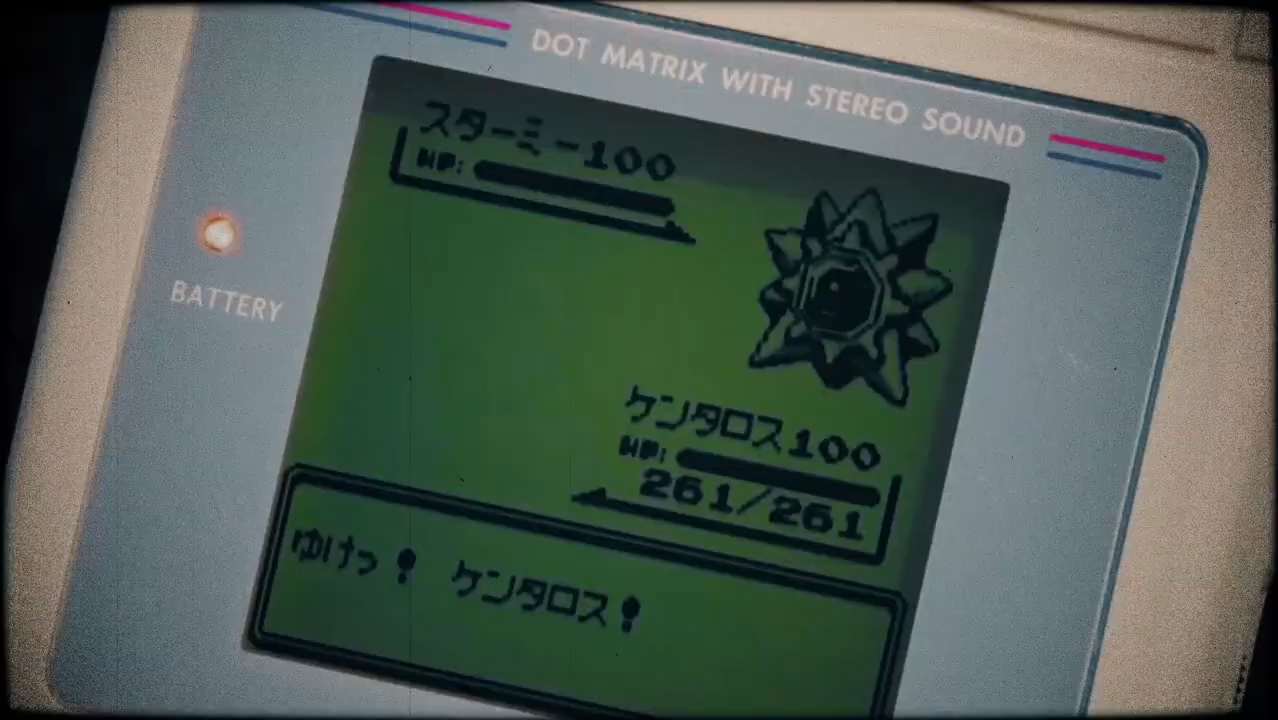 DOT MATRIX WITH STEREO SOUND
BATTERY
スターミー100
HP:
ケンタロス100
HP:
261/261
ゆけっ！ ケンタロス！